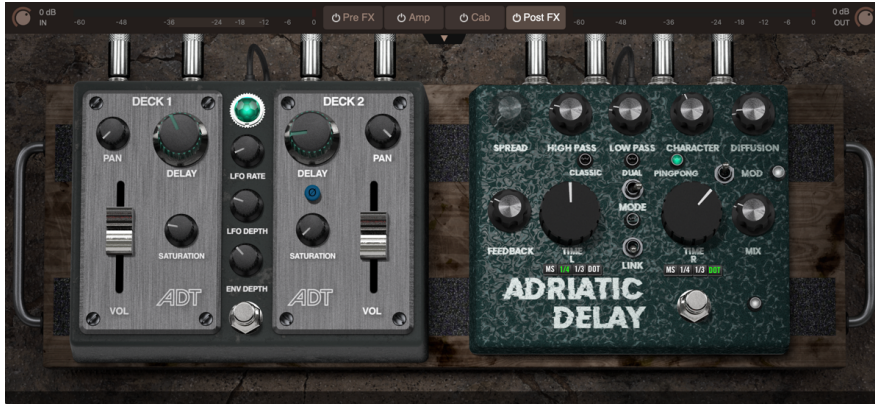 0 dB
IN
-60 -48 -36 -24 -18 -12 -6 0
Pre FX
Amp
Cab
Post FX
-60 -48 -36 -24 -18 -12 -6 0
0 dB
OUT
DECK 1
DECK 2
PAN
DELAY
LFO RATE
DELAY
PAN
LFO DEPTH
SATURATION
SATURATION
ENV DEPTH
ADT
ADT
VOL
VOL
SPREAD
HIGH PASS
LOW PASS
CHARACTER
DIFFUSION
CLASSIC
DUAL
PINGPONG
MOD
MODE
FEEDBACK
TIME
L
TIME
R
MIX
LINK
MS 1/4 1/3 DOT
MS 1/4 1/3 DOT
ADRIATIC
DELAY